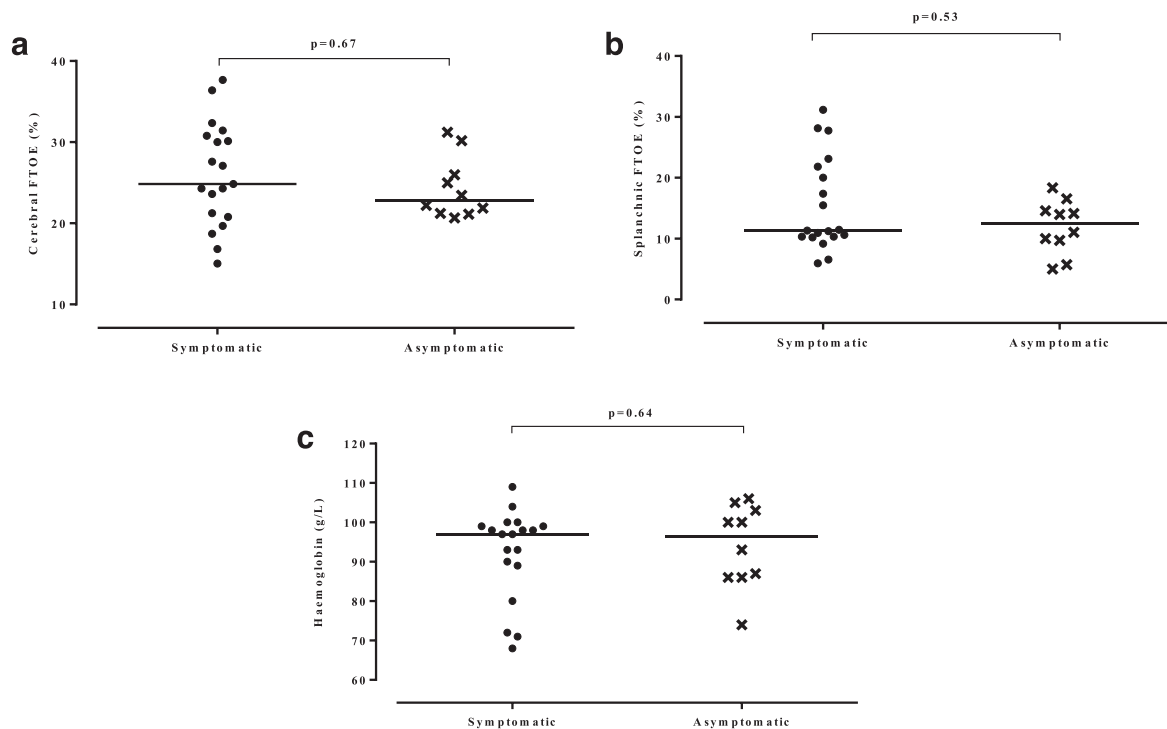 a
p=0.67
Cerebral FTOE (%)
40
30
20
10
Symptomatic
Asymptomatic
b
p=0.53
Splanchnic FTOE (%)
40
30
20
10
0
Symptomatic
Asymptomatic
c
p=0.64
Haemoglobin (g/L)
120
110
100
90
80
70
60
Symptomatic
Asymptomatic